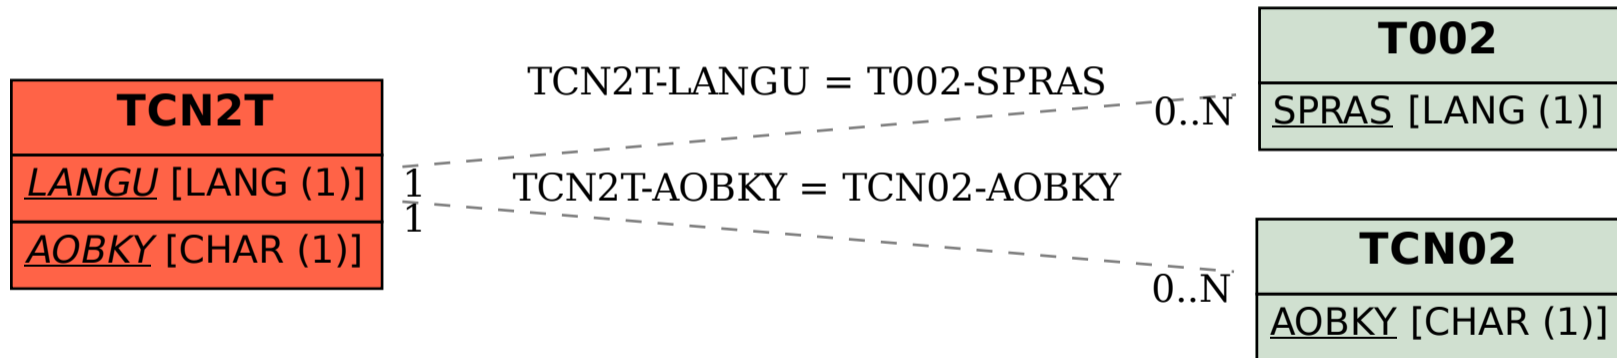 TCN2T
LANGU [LANG (1)]
AOBKY [CHAR (1)]
TCN2T-LANGU = T002-SPRAS
1
0..N
TCN2T-AOBKY = TCN02-AOBKY
1
0..N
T002
SPRAS [LANG (1)]
TCN02
AOBKY [CHAR (1)]